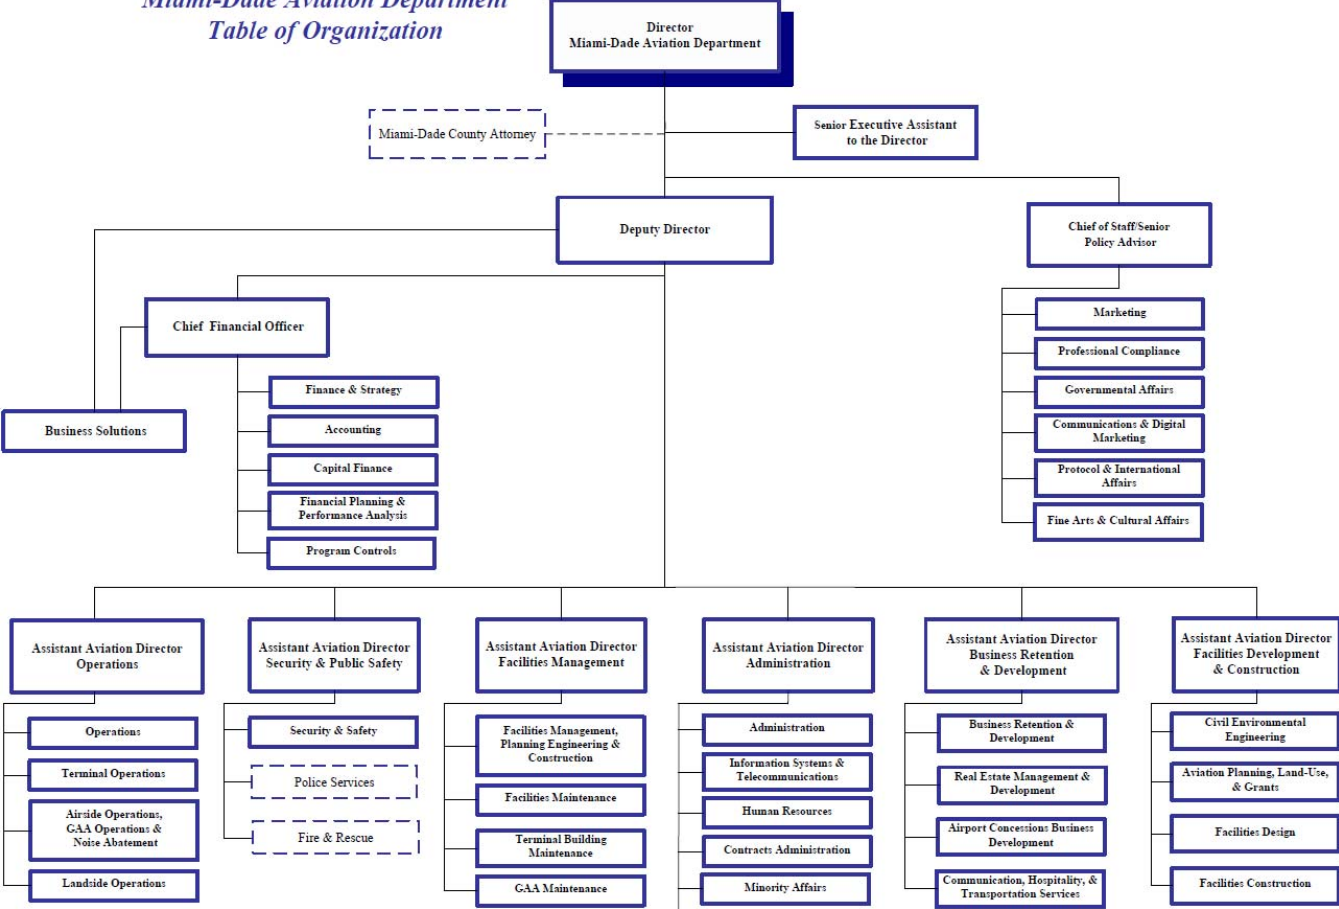 Miami-Dade Aviation Department
Table of Organization
Director
Miami-Dade Aviation Department
Miami-Dade County Attorney
Senior Executive Assistant
to the Director
Deputy Director
Chief of Staff/Senior
Policy Advisor
Chief Financial Officer
Business Solutions
Finance & Strategy
Accounting
Capital Finance
Financial Planning &
Performance Analysis
Program Controls
Marketing
Professional Compliance
Governmental Affairs
Communications & Digital
Marketing
Protocol & International
Affairs
Fine Arts & Cultural Affairs
Assistant Aviation Director
Operations
Operations
Terminal Operations
Airside Operations,
GAA Operations &
Noise Abatement
Landside Operations
Assistant Aviation Director
Security & Public Safety
Security & Safety
Police Services
Fire & Rescue
Assistant Aviation Director
Facilities Management
Facilities Management,
Planning Engineering &
Construction
Facilities Maintenance
Terminal Building
Maintenance
GAA Maintenance
Assistant Aviation Director
Administration
Administration
Information Systems &
Telecommunications
Human Resources
Contracts Administration
Minority Affairs
Assistant Aviation Director
Business Retention
& Development
Business Retention &
Development
Real Estate Management &
Development
Airport Concessions Business
Development
Communication, Hospitality, &
Transportation Services
Assistant Aviation Director
Facilities Development
& Construction
Civil Environmental
Engineering
Aviation Planning, Land-Use,
& Grants
Facilities Design
Facilities Construction